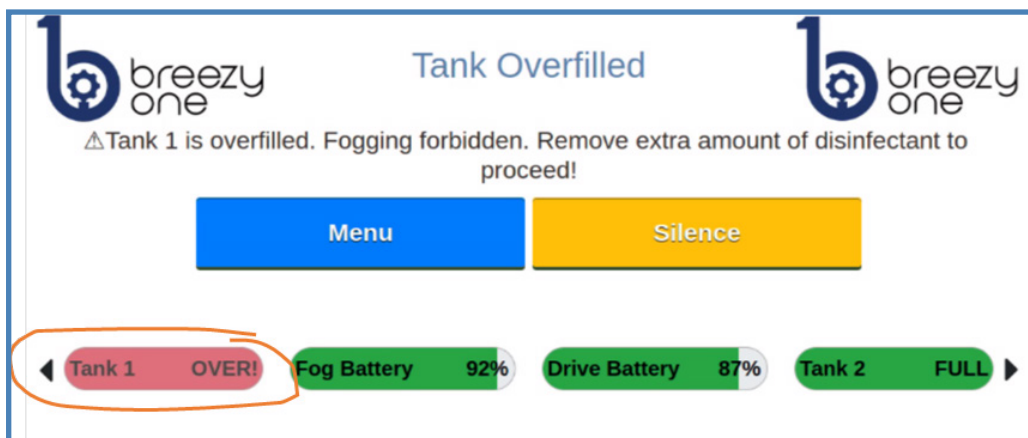 breezy one
Tank Overfilled
breezy one
⚠Tank 1 is overfilled. Fogging forbidden. Remove extra amount of disinfectant to
proceed!
Menu
Silence
Tank 1 OVER!
Fog Battery 92%
Drive Battery 87%
Tank 2 FULL